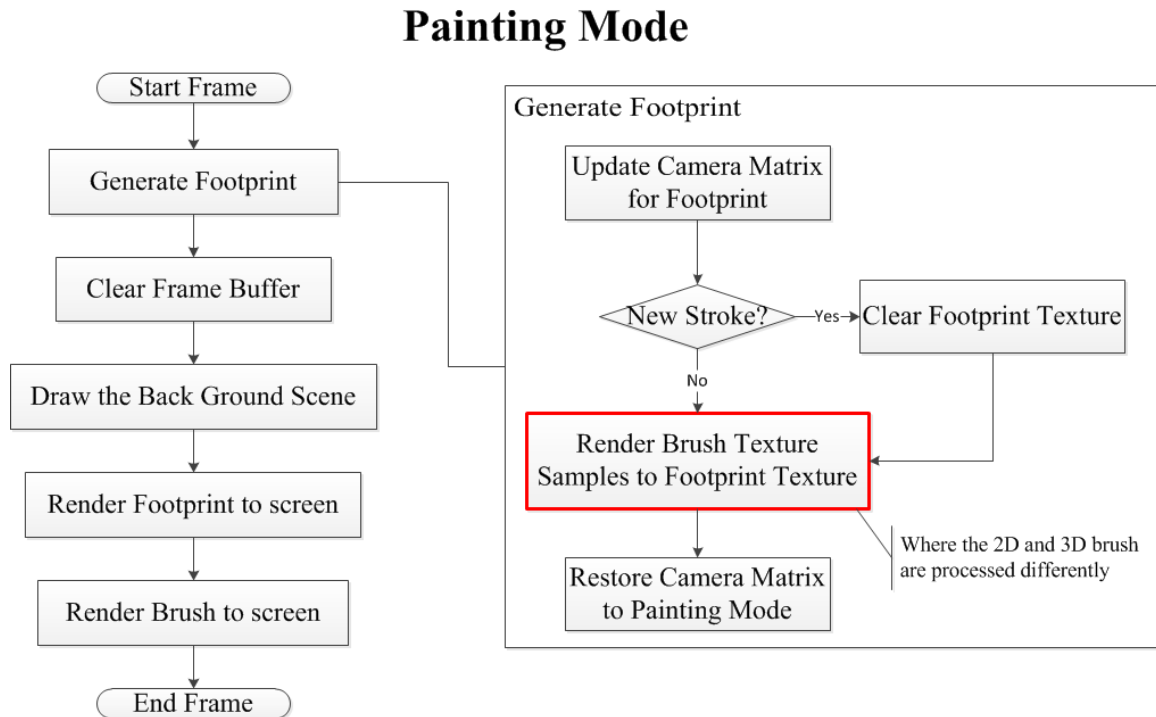 Painting Mode
Start Frame
Generate Footprint
Clear Frame Buffer
Draw the Back Ground Scene
Render Footprint to screen
Render Brush to screen
End Frame
Generate Footprint
Update Camera Matrix
for Footprint
New Stroke?
Yes
Clear Footprint Texture
No
Render Brush Texture
Samples to Footprint Texture
Where the 2D and 3D brush
are processed differently
Restore Camera Matrix
to Painting Mode